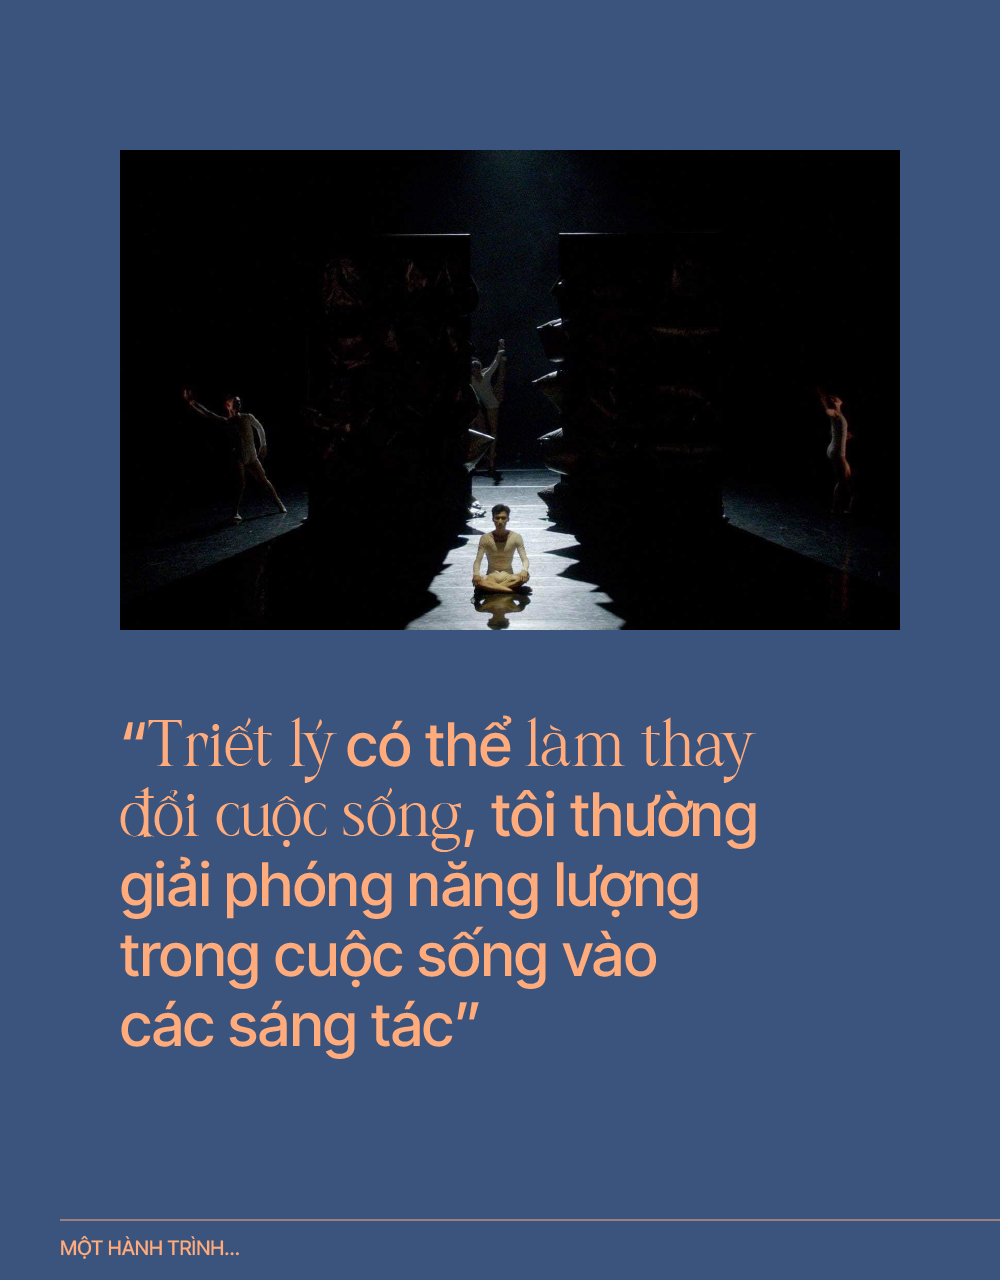 “Triết lý có thể làm thay
đổi cuộc sống, tôi thường
giải phóng năng lượng
trong cuộc sống vào
các sáng tác”
MỘT HÀNH TRÌNH...